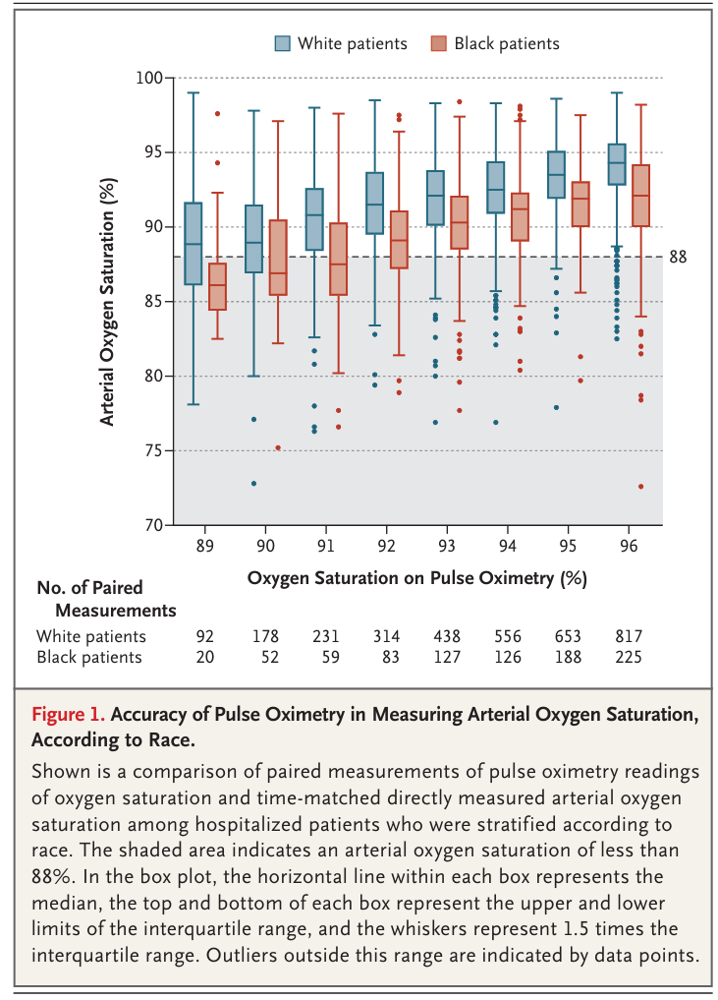 White patients Black patients
100
95
90
85
80
75
70
88
Arterial Oxygen Saturation (%)
89 90 91 92 93 94 95 96
Oxygen Saturation on Pulse Oximetry (%)
No. of Paired
Measurements
White patients 92 178 231 314 438 556 653 817
Black patients 20 52 59 83 127 126 188 225
Figure 1. Accuracy of Pulse Oximetry in Measuring Arterial Oxygen Saturation,
According to Race.
Shown is a comparison of paired measurements of pulse oximetry readings
of oxygen saturation and time-matched directly measured arterial oxygen
saturation among hospitalized patients who were stratified according to
race. The shaded area indicates an arterial oxygen saturation of less than
88%. In the box plot, the horizontal line within each box represents the
median, the top and bottom of each box represent the upper and lower
limits of the interquartile range, and the whiskers represent 1.5 times the
interquartile range. Outliers outside this range are indicated by data points.